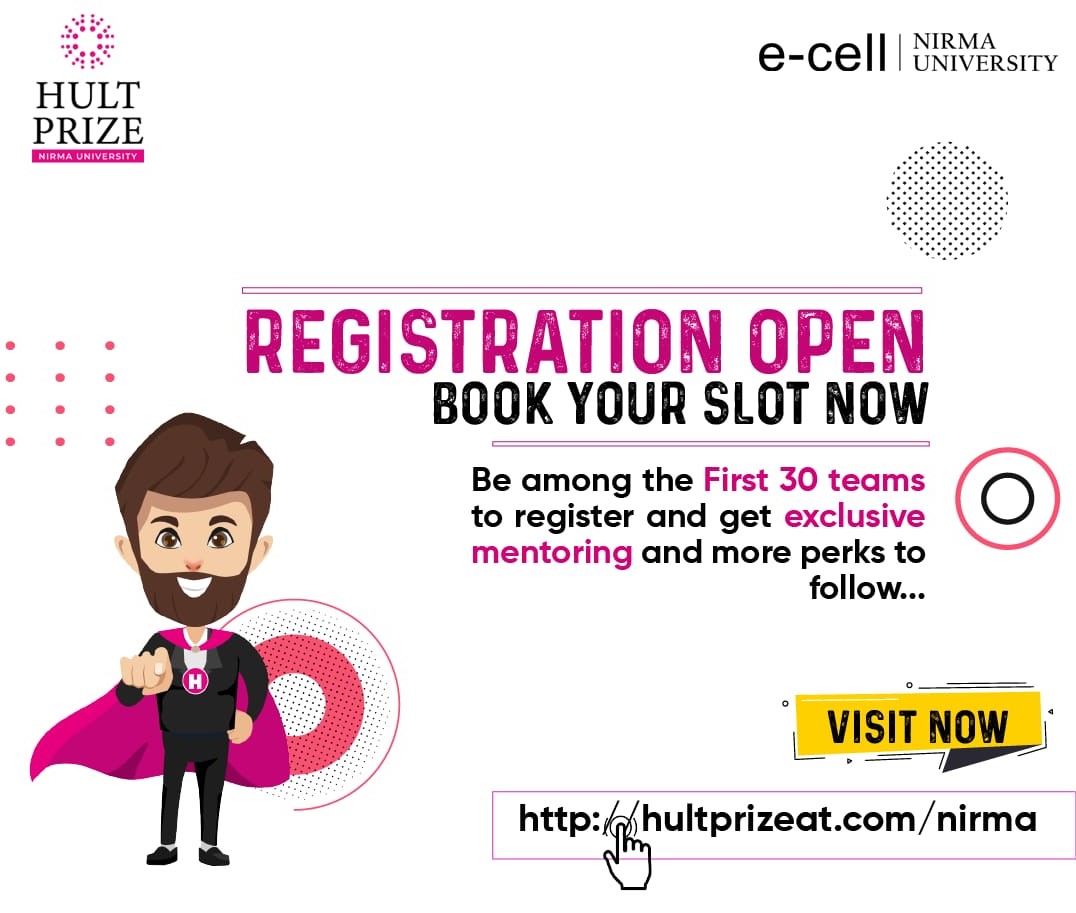 HULT
PRIZE
NIRMA UNIVERSITY
e-cell
NIRMA
UNIVERSITY
REGISTRATION OPEN
BOOK YOUR SLOT NOW
Be among the First 30 teams
to register and get exclusive
mentoring and more perks to
follow...
H
VISIT NOW
http://hultprizeat.com/nirma